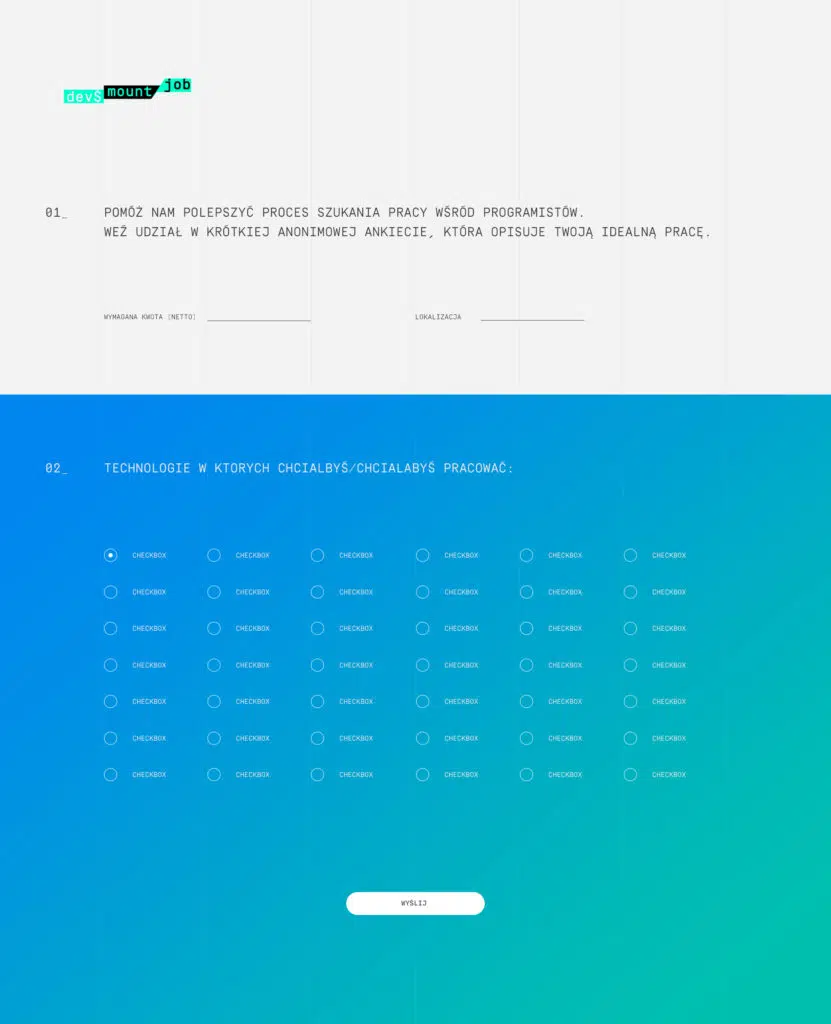 dev$ mount job
01_ POMÓŻ NAM POLEPSZYĆ PROCES SZUKANIA PRACY WŚRÓD PROGRAMISTÓW.
WEŹ UDZIAŁ W KRÓTKIEJ ANONIMOWEJ ANKIECIE, KTÓRA OPISUJE TWOJĄ IDEALNĄ PRACĘ.
WYMAGANA KWOTA (NETTO) LOKALIZACJA
02_ TECHNOLOGIE W KTORYCH CHCIALBYŚ/CHCIALABYŚ PRACOWAĆ:
CHECKBOX CHECKBOX CHECKBOX CHECKBOX CHECKBOX CHECKBOX
CHECKBOX CHECKBOX CHECKBOX CHECKBOX CHECKBOX CHECKBOX
CHECKBOX CHECKBOX CHECKBOX CHECKBOX CHECKBOX CHECKBOX
CHECKBOX CHECKBOX CHECKBOX CHECKBOX CHECKBOX CHECKBOX
CHECKBOX CHECKBOX CHECKBOX CHECKBOX CHECKBOX CHECKBOX
CHECKBOX CHECKBOX CHECKBOX CHECKBOX CHECKBOX CHECKBOX
CHECKBOX CHECKBOX CHECKBOX CHECKBOX CHECKBOX CHECKBOX
WYŚLIJ